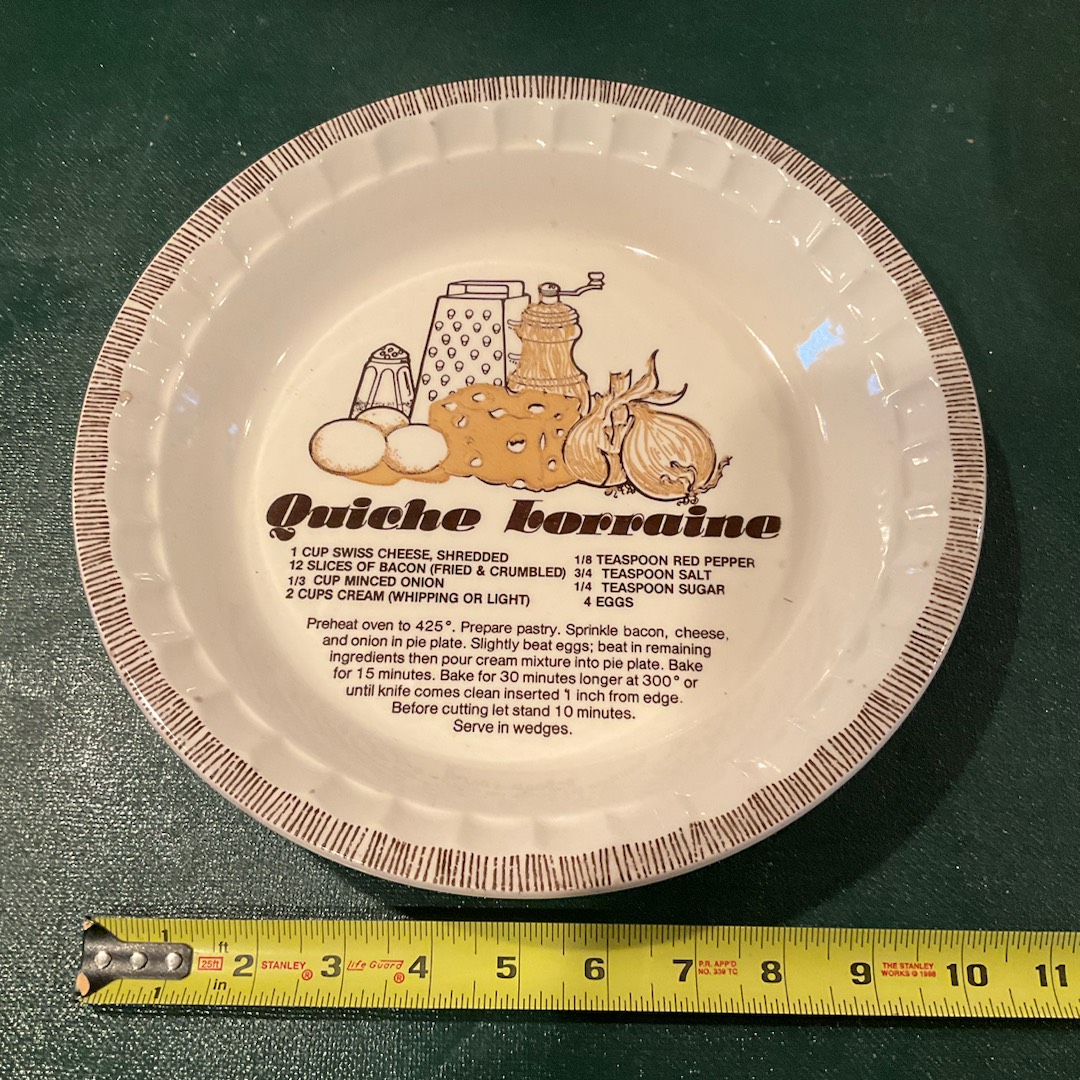 Quiche Lorraine
1 CUP SWISS CHEESE, SHREDDED
12 SLICES OF BACON (FRIED & CRUMBLED)
1/3 CUP MINCED ONION
2 CUPS CREAM (WHIPPING OR LIGHT)
1/8 TEASPOON RED PEPPER
3/4 TEASPOON SALT
1/4 TEASPOON SUGAR
4 EGGS
Preheat oven to 425°. Prepare pastry. Sprinkle bacon, cheese,
and onion in pie plate. Slightly beat eggs; beat in remaining
ingredients then pour cream mixture into pie plate. Bake
for 15 minutes. Bake for 30 minutes longer at 300° or
until knife comes clean inserted 1 inch from edge.
Before cutting let stand 10 minutes.
Serve in wedges.
1 ft
25ft 2 STANLEY® 3 Life Guard® 4 5 6 7 P.R. APP'D NO. 339 TC 8 9 THE STANLEY WORKS © 1998 10 11
1 in